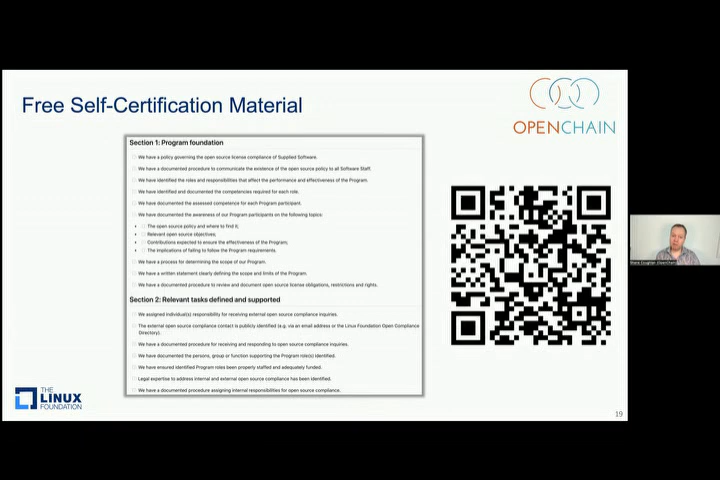 Free Self-Certification Material
OPENCHAIN
Section 1: Program foundation
We have a policy governing the open source license compliance of Supplied Software.
We have a documented procedure to communicate the existence of the open source policy to all Software Staff.
We have identified the roles and responsibilities that affect the performance and effectiveness of the Program.
We have identified and documented the competencies required for each role.
We have documented the assessed competence for each Program participant.
We have documented the awareness of our Program participants on the following topics:
The open source policy and where to find it;
Relevant open source objectives;
Contributions expected to ensure the effectiveness of the Program;
The implications of failing to follow the Program requirements.
We have a process for determining the scope of our Program.
We have a written statement clearly defining the scope and limits of the Program.
We have a documented procedure to review and document open source license obligations, restrictions and rights.
Section 2: Relevant tasks defined and supported
We assigned individual(s) responsibility for receiving external open source compliance inquiries.
The external open source compliance contact is publicly identified (e.g. via an email address or the Linux Foundation Open Compliance
Directory).
We have a documented procedure for receiving and responding to open source compliance inquiries.
We have documented the persons, group or function supporting the Program role(s) identified.
We have ensured identified Program roles been properly staffed and adequately funded.
Legal expertise to address internal and external open source compliance has been identified.
We have a documented procedure assigning internal responsibilities for open source compliance.
THE
LINUX
FOUNDATION
19